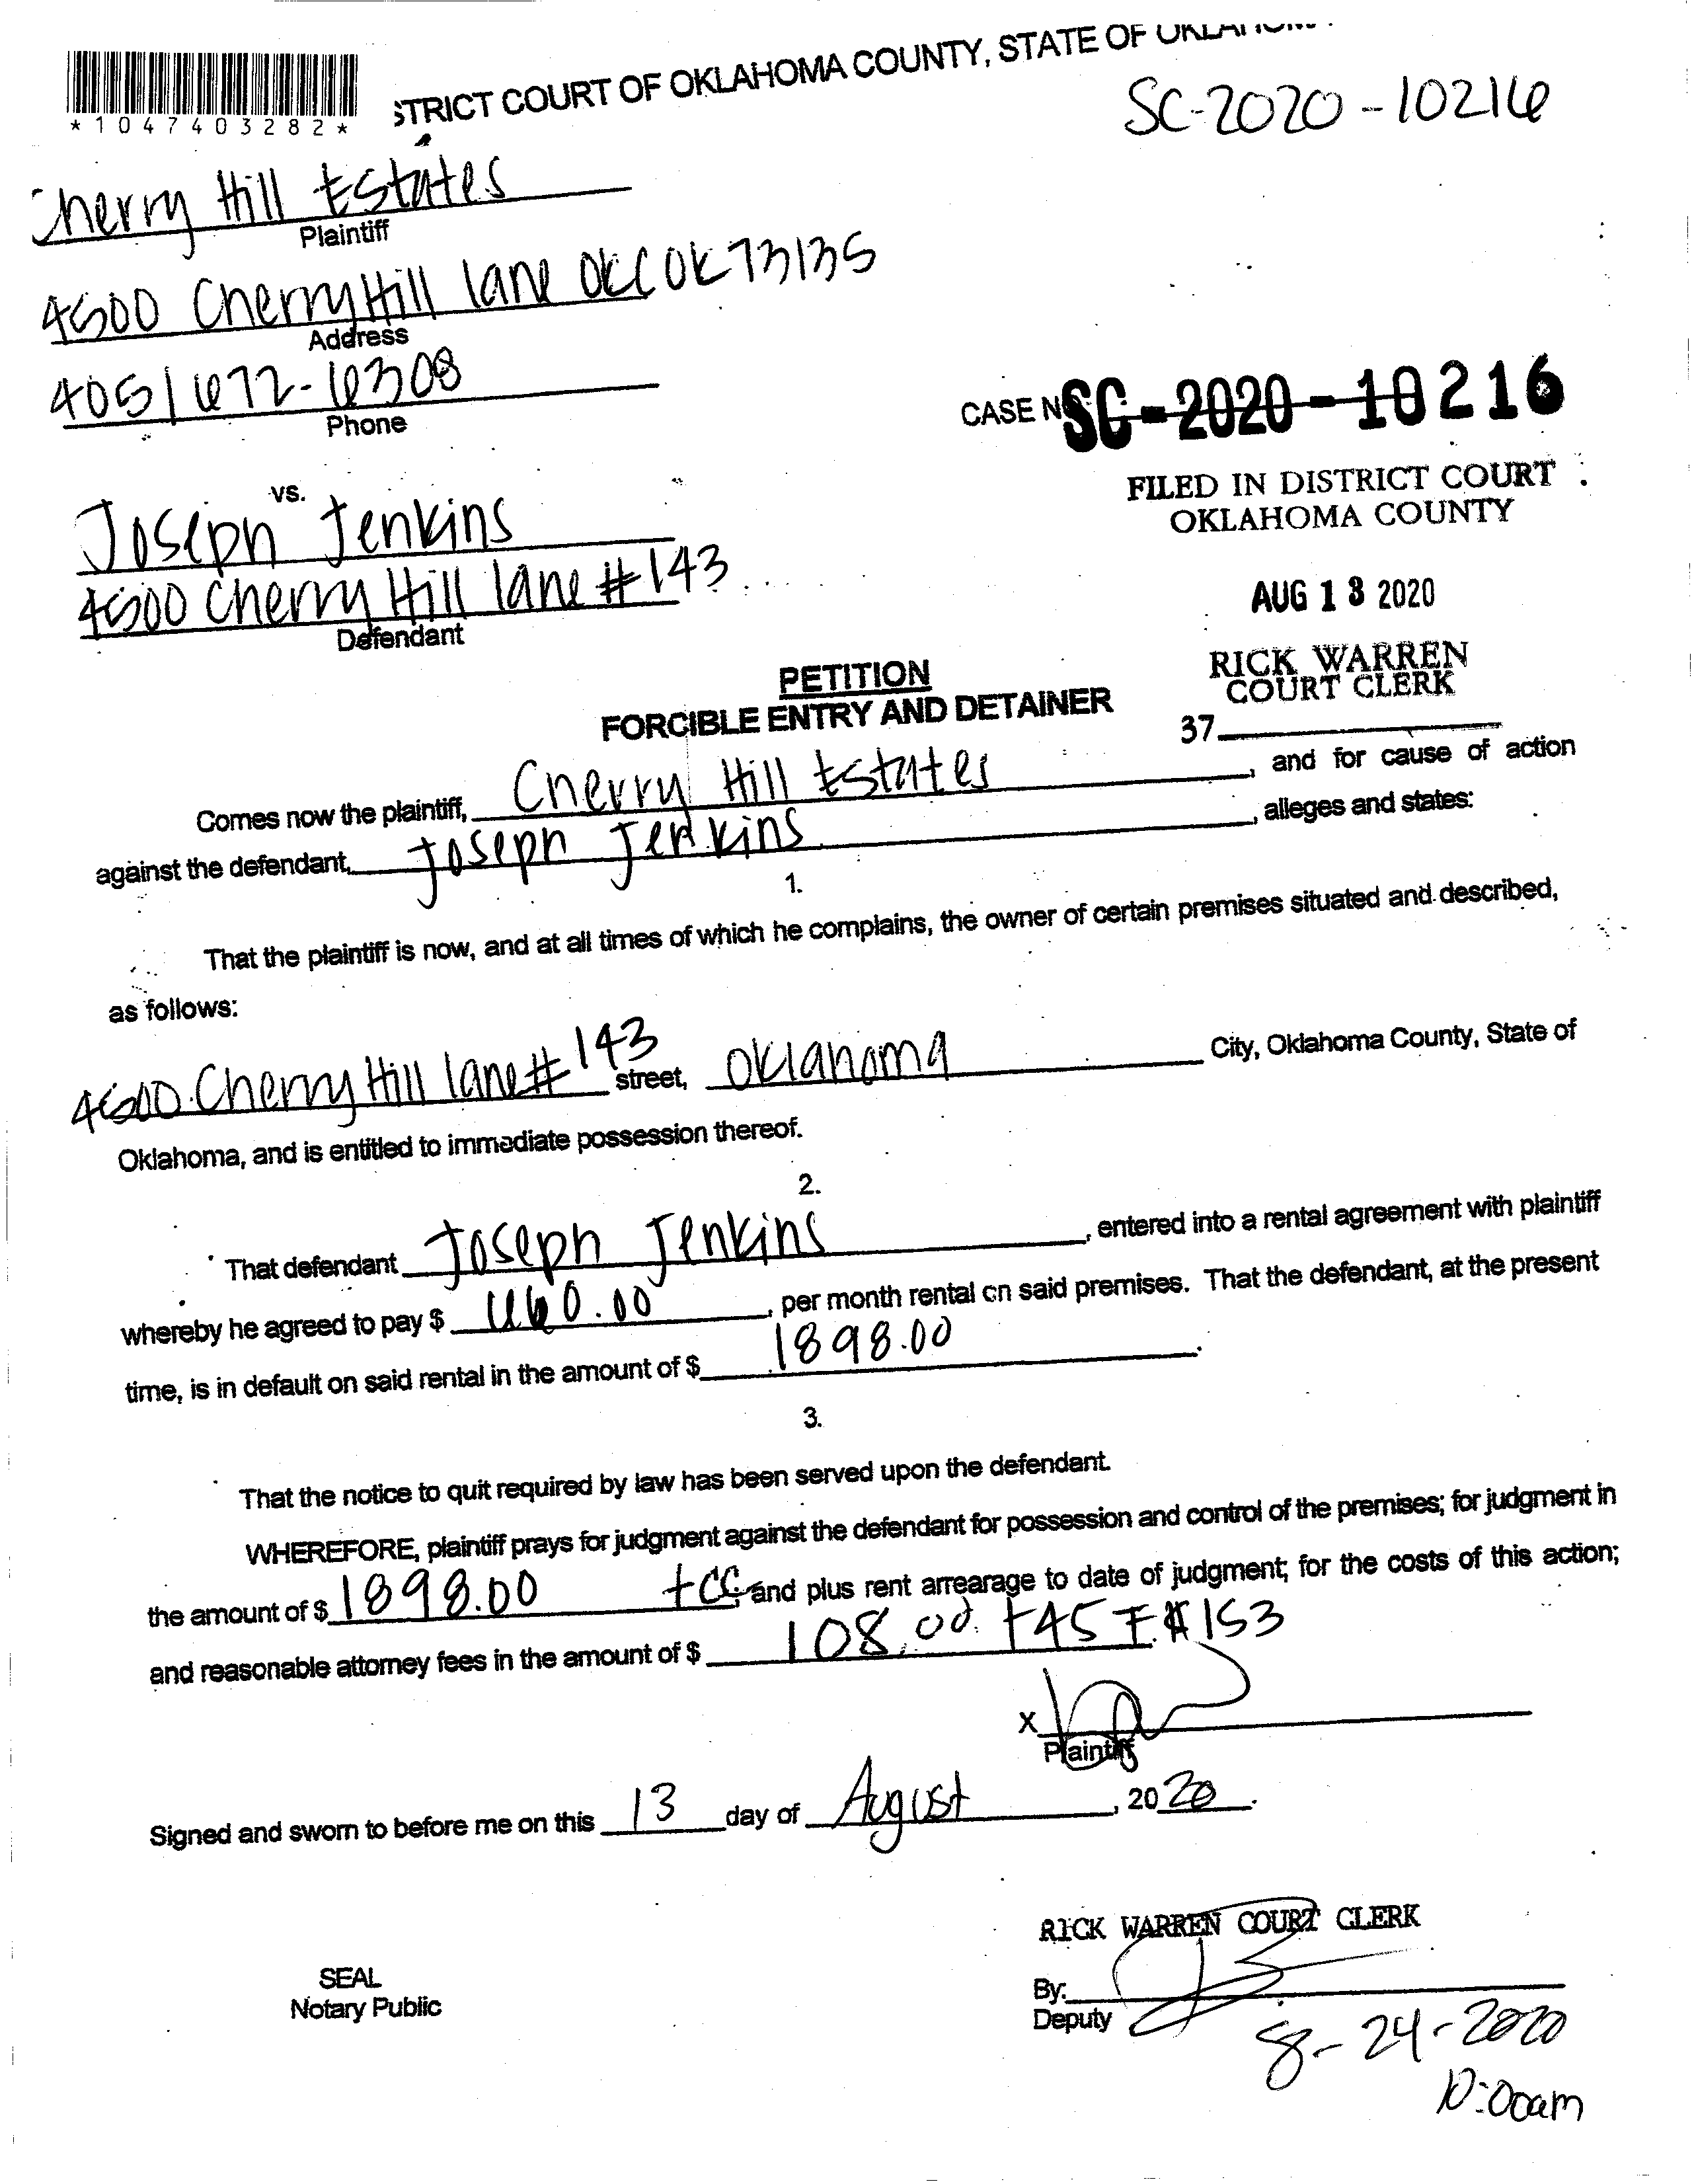 *1047403282*
STRICT COURT OF OKLAHOMA COUNTY, STATE OF OKLAHOMA
SC-2020-10216
Cherry Hill Estates
Plaintiff
4500 Cherry Hill lane OKC OK 73135
Address
405/672-6308
Phone
CASE NO. SC-2020-10216
FILED IN DISTRICT COURT
OKLAHOMA COUNTY
vs.
Joseph Jenkins
4500 Cherry Hill lane #143
Defendant
AUG 13 2020
RICK WARREN
COURT CLERK
37
PETITION
FORCIBLE ENTRY AND DETAINER
Comes now the plaintiff, Cherry Hill Estates, and for cause of action
against the defendant, Joseph Jenkins, alleges and states:
1.
That the plaintiff is now, and at all times of which he complains, the owner of certain premises situated and described,
as follows:
4500 Cherry Hill lane #143 street, Oklahoma City, Oklahoma County, State of
Oklahoma, and is entitled to immediate possession thereof.
2.
That defendant Joseph Jenkins, entered into a rental agreement with plaintiff
whereby he agreed to pay $ 660.00, per month rental on said premises. That the defendant, at the present
time, is in default on said rental in the amount of $ 1898.00.
3.
That the notice to quit required by law has been served upon the defendant.
WHEREFORE, plaintiff prays for judgment against the defendant for possession and control of the premises; for judgment in
the amount of $ 1898.00 +CC, and plus rent arrearage to date of judgment; for the costs of this action;
and reasonable attorney fees in the amount of $ 108.00 +45 153
X
Plaintiff
Signed and sworn to before me on this 13 day of August, 2020.
RICK WARREN COURT CLERK
SEAL
Notary Public
By:
Deputy
8-24-2020
10:00am